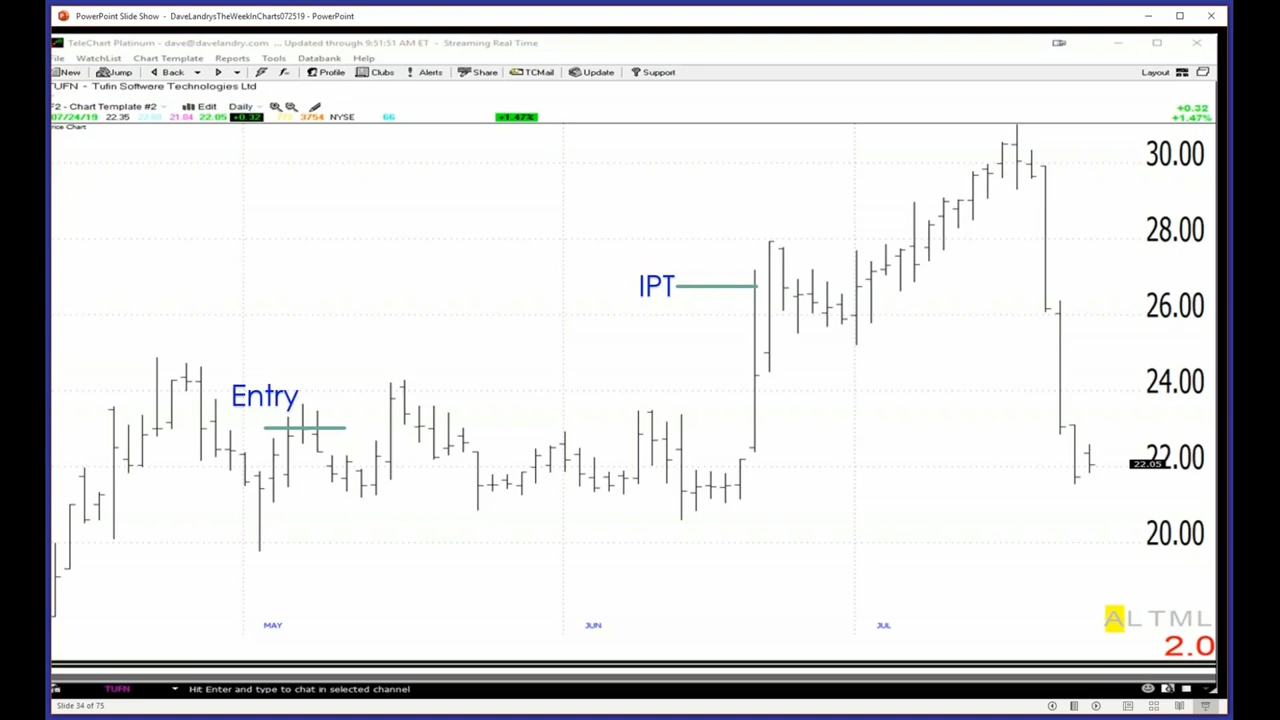 PowerPoint Slide Show - DaveLandrysTheWeekInCharts072519 - PowerPoint
TeleChart Platinum - dave@davelandry.com ... Updated through 9:51:51 AM ET - Streaming Real Time
File WatchList Chart Template Reports Tools Databank Help
New Jump Back Profile Clubs Alerts Share TCMail Update Support Layout
TUFN - Tufin Software Technologies Ltd
F2 - Chart Template #2 Edit Daily
+0.32
07/24/19 22.35 21.84 22.05 +0.32 3754 NYSE 66 +1.47% +1.47%
nce Chart
30.00
28.00
IPT
26.00
24.00
Entry
22.00
22.05
20.00
ALTML
MAY JUN JUL
2.0
TUFN Hit Enter and type to chat in selected channel
Slide 34 of 75